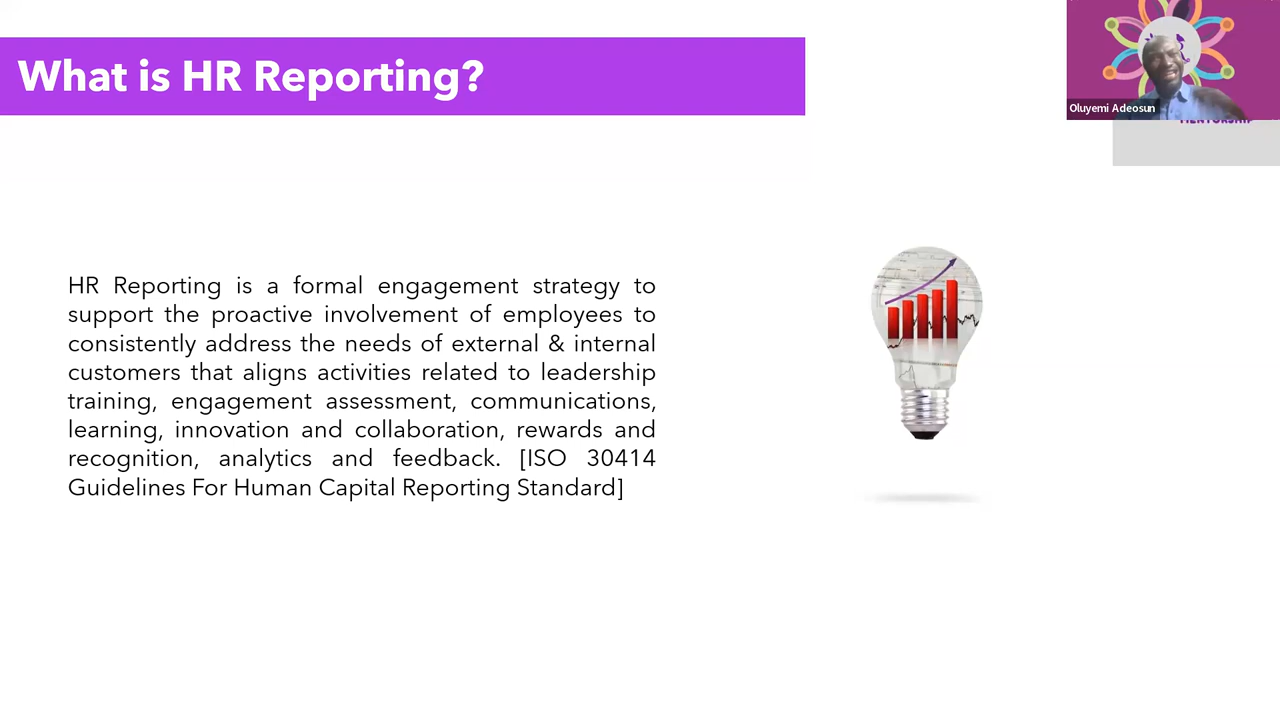 What is HR Reporting?
Oluyemi Adeosun
MENTORSHIP
HR Reporting is a formal engagement strategy to
support the proactive involvement of employees to
consistently address the needs of external & internal
customers that aligns activities related to leadership
training, engagement assessment, communications,
learning, innovation and collaboration, rewards and
recognition, analytics and feedback. [ISO 30414
Guidelines For Human Capital Reporting Standard]